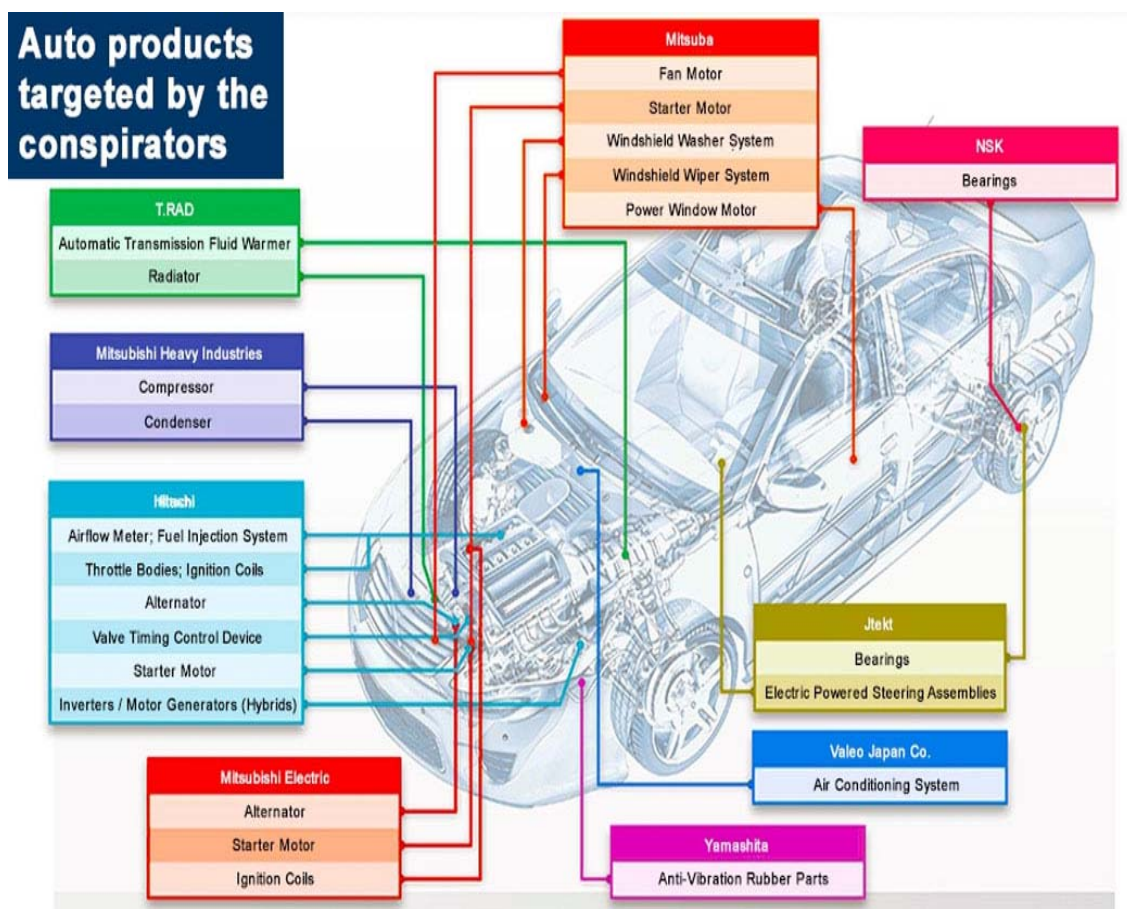 Auto products
targeted by the
conspirators
Mitsuba
Fan Motor
Starter Motor
Windshield Washer System
Windshield Wiper System
Power Window Motor
NSK
Bearings
T.RAD
Automatic Transmission Fluid Warmer
Radiator
Mitsubishi Heavy Industries
Compressor
Condenser
Hitachi
Airflow Meter; Fuel Injection System
Throttle Bodies; Ignition Coils
Alternator
Valve Timing Control Device
Starter Motor
Inverters / Motor Generators (Hybrids)
Jtekt
Bearings
Electric Powered Steering Assemblies
Valeo Japan Co.
Air Conditioning System
Mitsubishi Electric
Alternator
Starter Motor
Ignition Coils
Yamashita
Anti-Vibration Rubber Parts